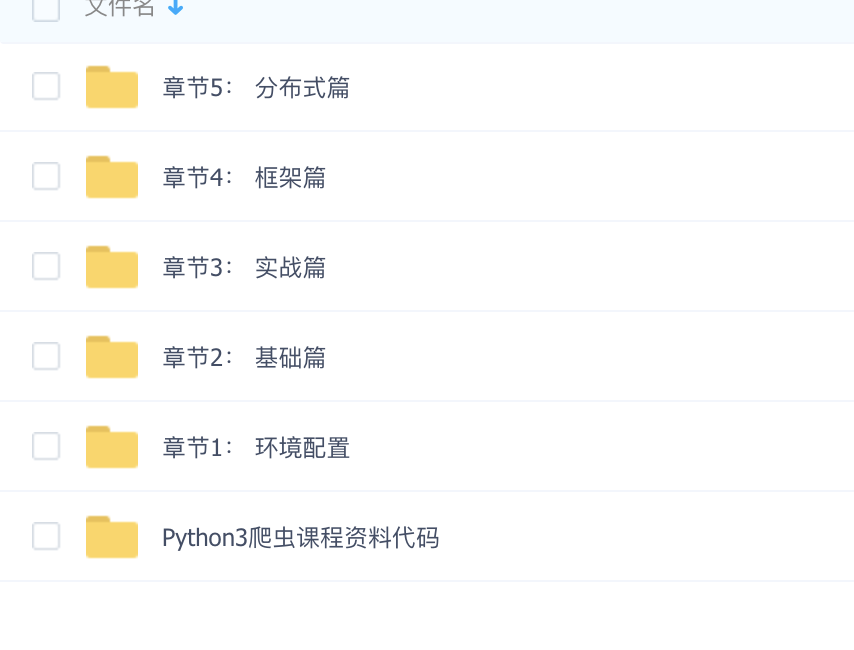 文件名
章节5： 分布式篇
章节4： 框架篇
章节3： 实战篇
章节2： 基础篇
章节1： 环境配置
Python3爬虫课程资料代码